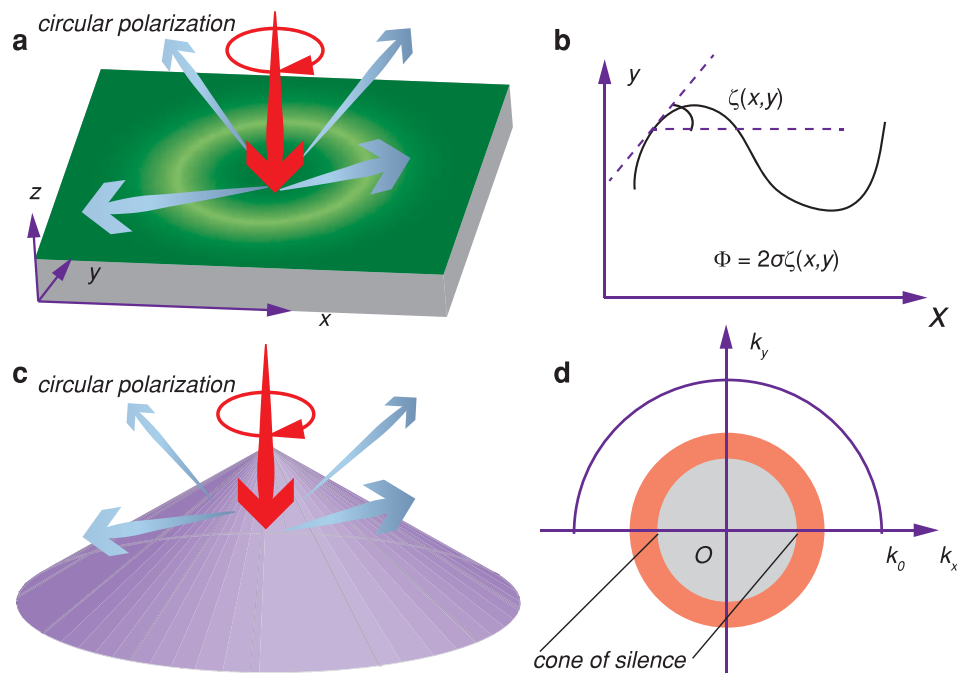 circular polarization
a
z
y
x
b
y
ζ(x,y)
Φ = 2σζ(x,y)
X
c
circular polarization
d
k_y
O
k_0
k_x
cone of silence